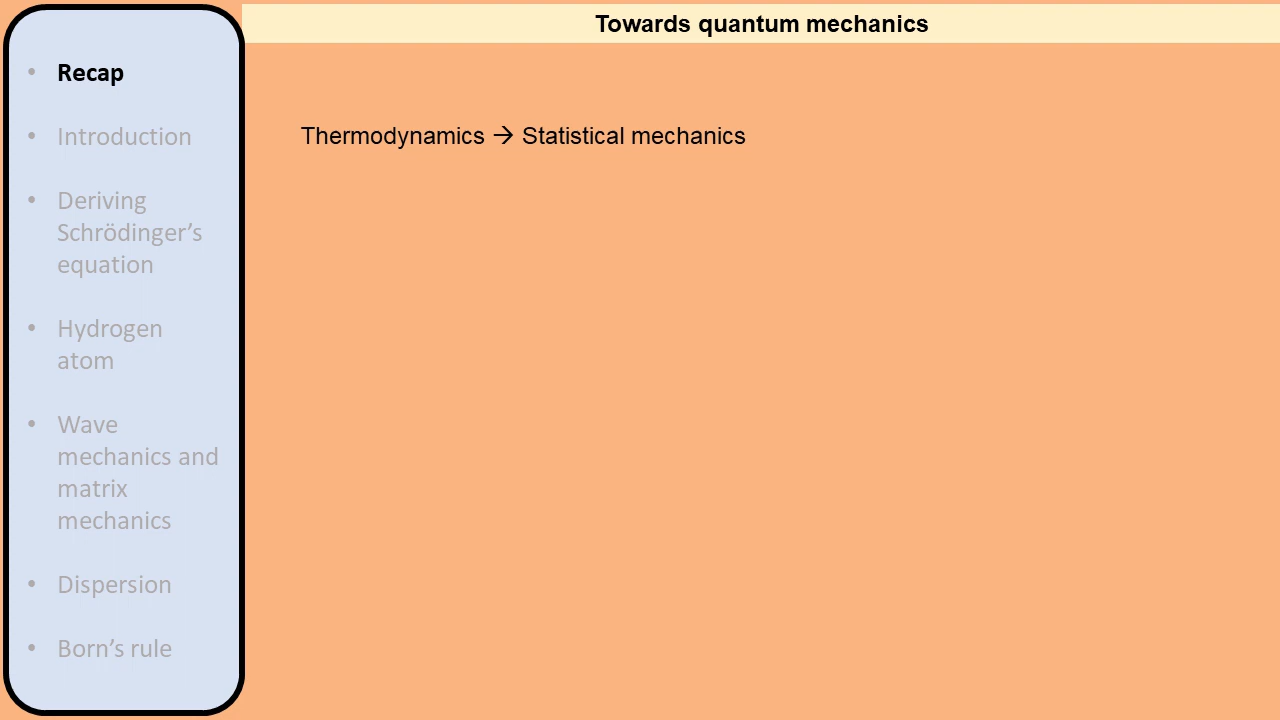 Towards quantum mechanics
• Recap
• Introduction
• Deriving
Schrödinger’s
equation
• Hydrogen
atom
• Wave
mechanics and
matrix
mechanics
• Dispersion
• Born’s rule
Thermodynamics → Statistical mechanics